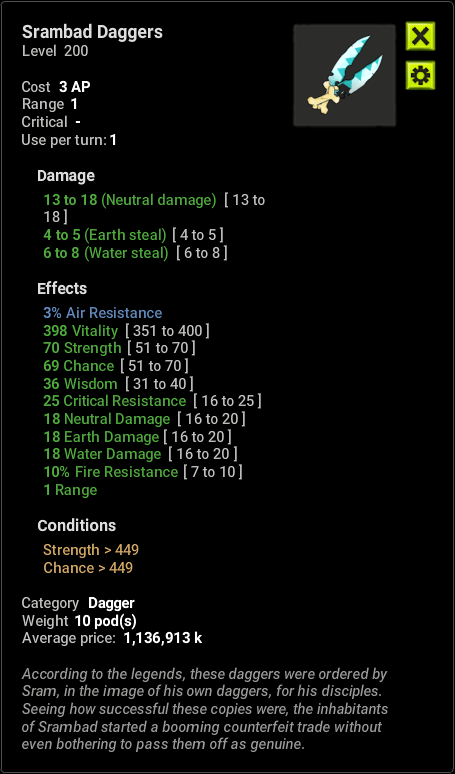 Srambad Daggers
Level 200
Cost 3 AP
Range 1
Critical -
Use per turn: 1
Damage
13 to 18 (Neutral damage) [ 13 to
18 ]
4 to 5 (Earth steal) [ 4 to 5 ]
6 to 8 (Water steal) [ 6 to 8 ]
Effects
3% Air Resistance
398 Vitality [ 351 to 400 ]
70 Strength [ 51 to 70 ]
69 Chance [ 51 to 70 ]
36 Wisdom [ 31 to 40 ]
25 Critical Resistance [ 16 to 25 ]
18 Neutral Damage [ 16 to 20 ]
18 Earth Damage [ 16 to 20 ]
18 Water Damage [ 16 to 20 ]
10% Fire Resistance [ 7 to 10 ]
1 Range
Conditions
Strength > 449
Chance > 449
Category Dagger
Weight 10 pod(s)
Average price: 1,136,913 k
According to the legends, these daggers were ordered by
Sram, in the image of his own daggers, for his disciples.
Seeing how successful these copies were, the inhabitants
of Srambad started a booming counterfeit trade without
even bothering to pass them off as genuine.